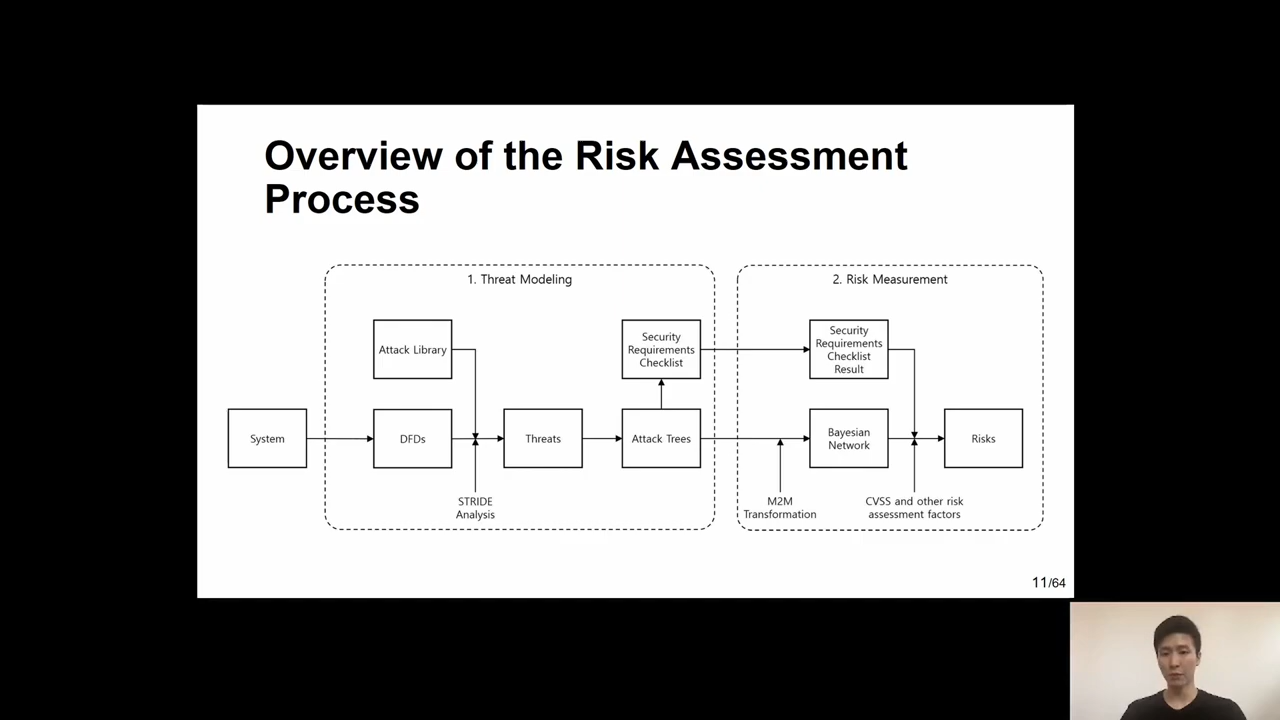 Overview of the Risk Assessment
Process
1. Threat Modeling
2. Risk Measurement
Attack Library
Security
Requirements
Checklist
Security
Requirements
Checklist
Result
System
DFDs
Threats
Attack Trees
Bayesian
Network
Risks
STRIDE
Analysis
M2M
Transformation
CVSS and other risk
assessment factors
11/64